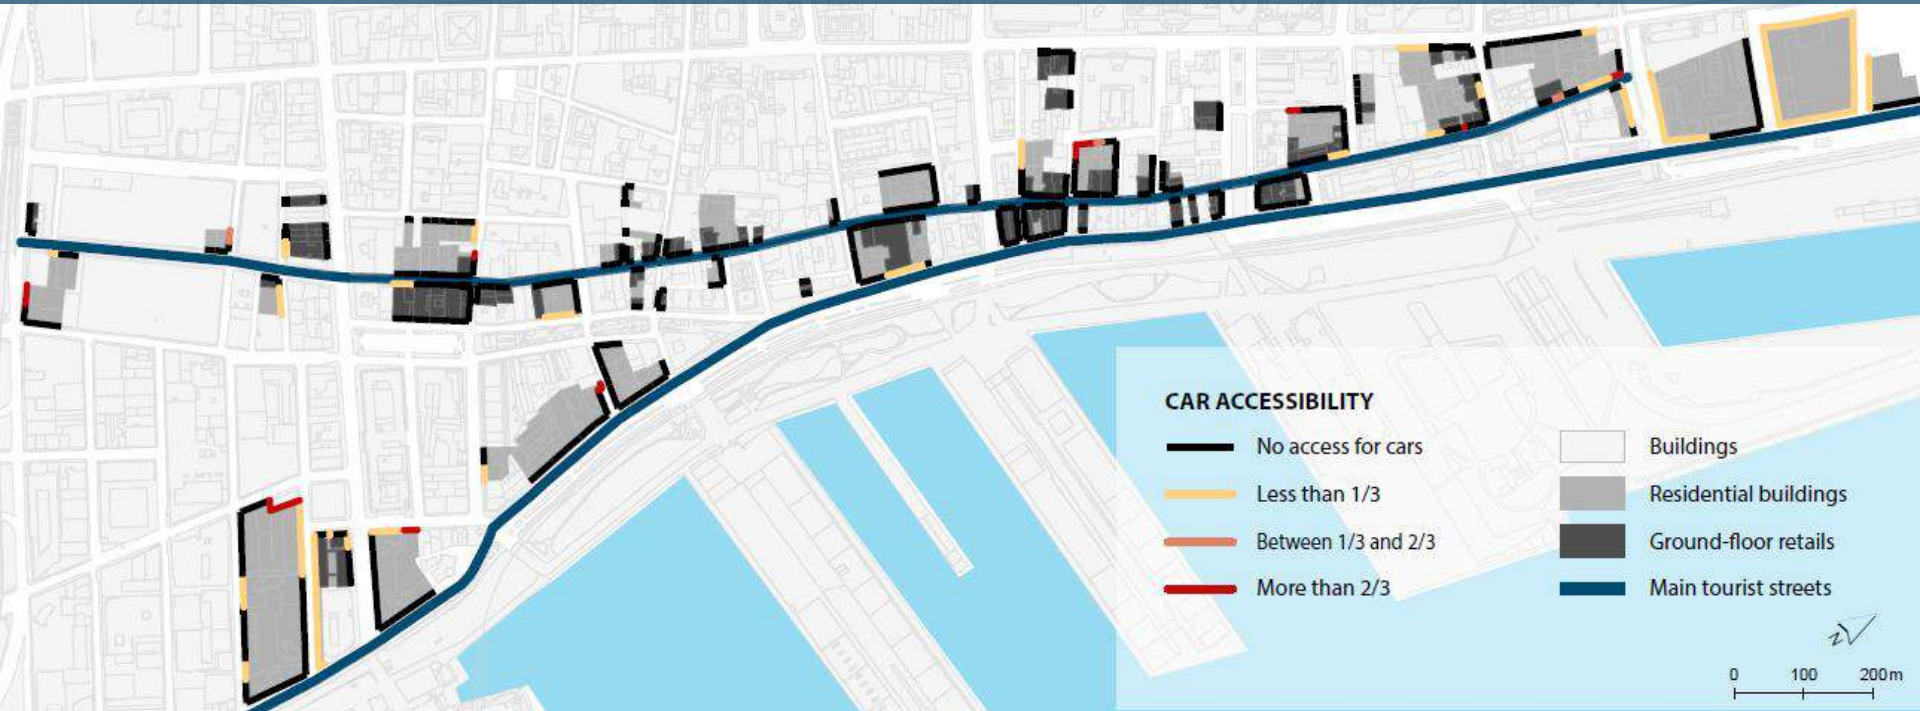 CAR ACCESSIBILITY
No access for cars
Less than 1/3
Between 1/3 and 2/3
More than 2/3
Buildings
Residential buildings
Ground-floor retails
Main tourist streets
N
0 100 200m